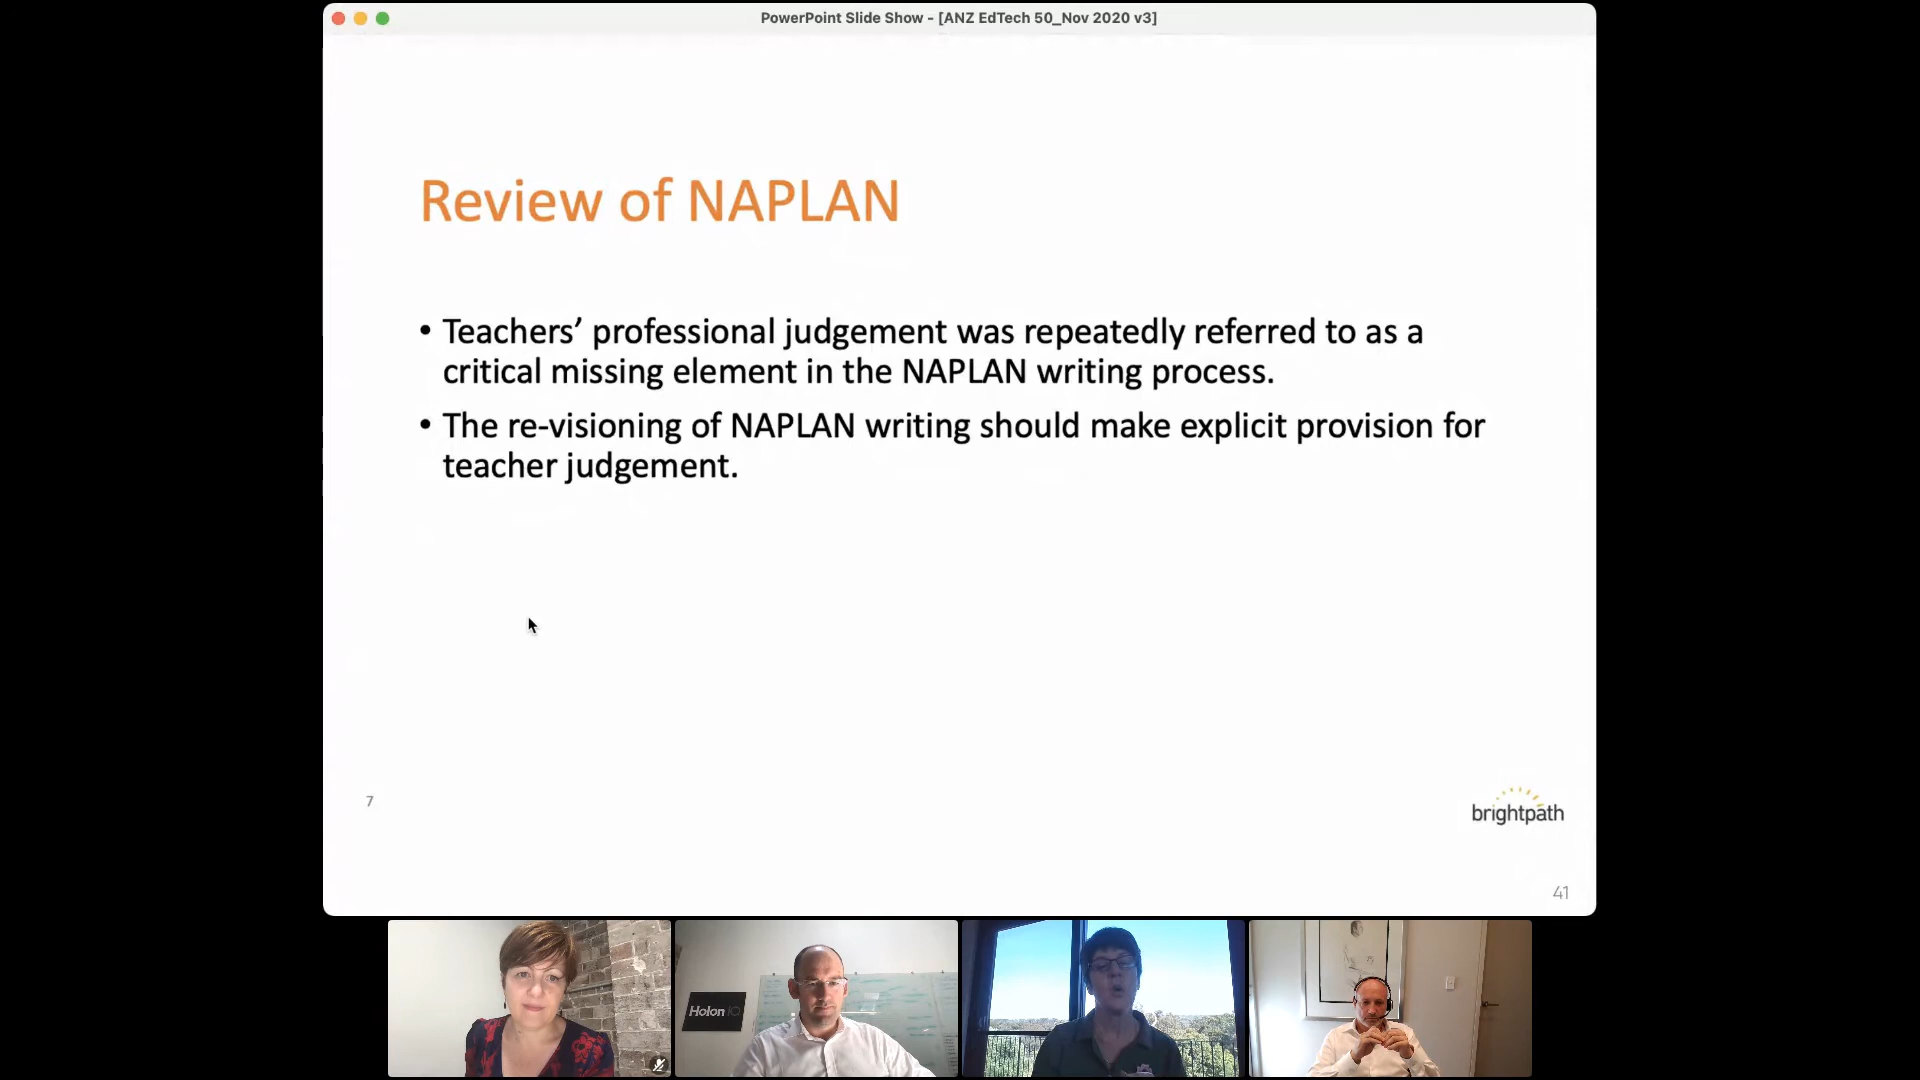 PowerPoint Slide Show - [ANZ EdTech 50_Nov 2020 v3]
Review of NAPLAN
• Teachers’ professional judgement was repeatedly referred to as a
critical missing element in the NAPLAN writing process.
• The re-visioning of NAPLAN writing should make explicit provision for
teacher judgement.
7
brightpath
41
Holon IQ